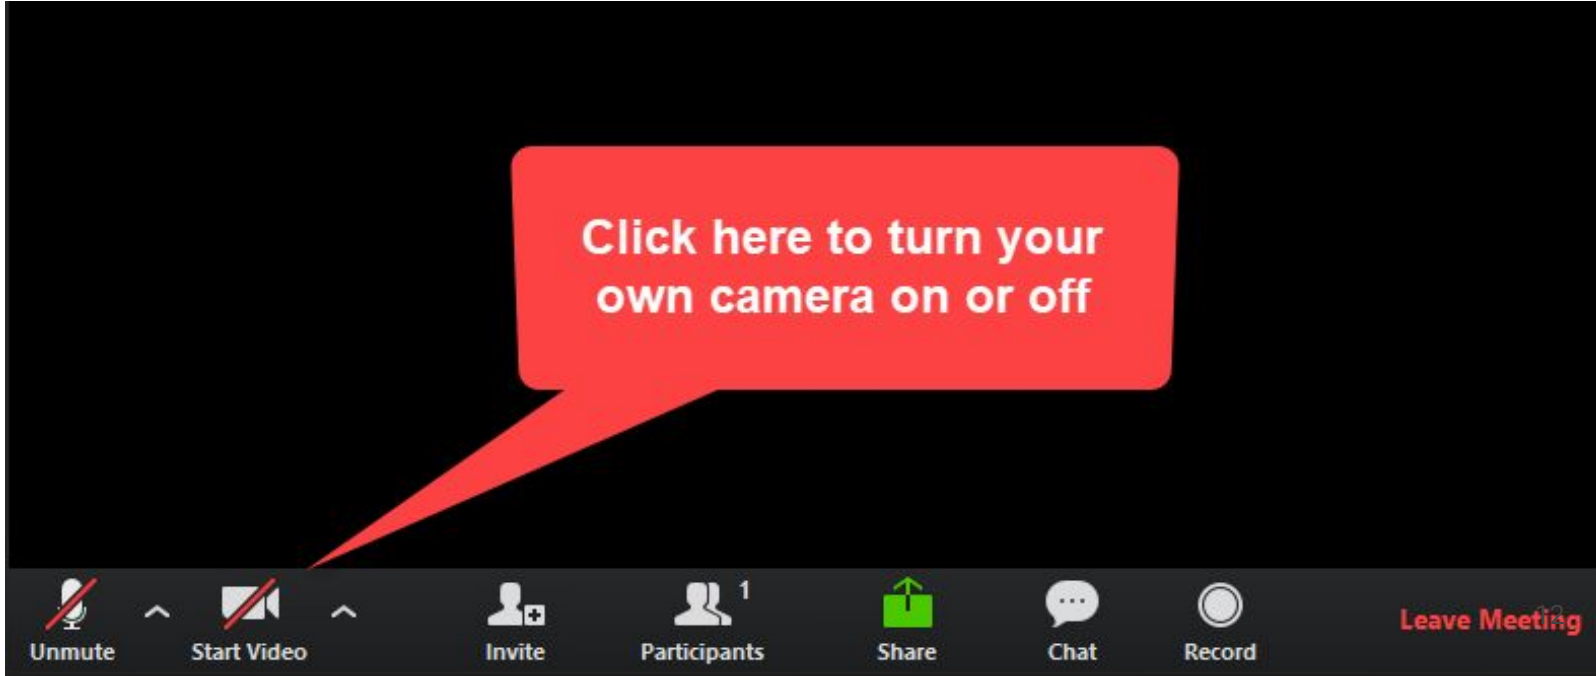 Click here to turn your
own camera on or off
1
Unmute
Start Video
Invite
Participants
Share
Chat
Record
Leave Meeting
12